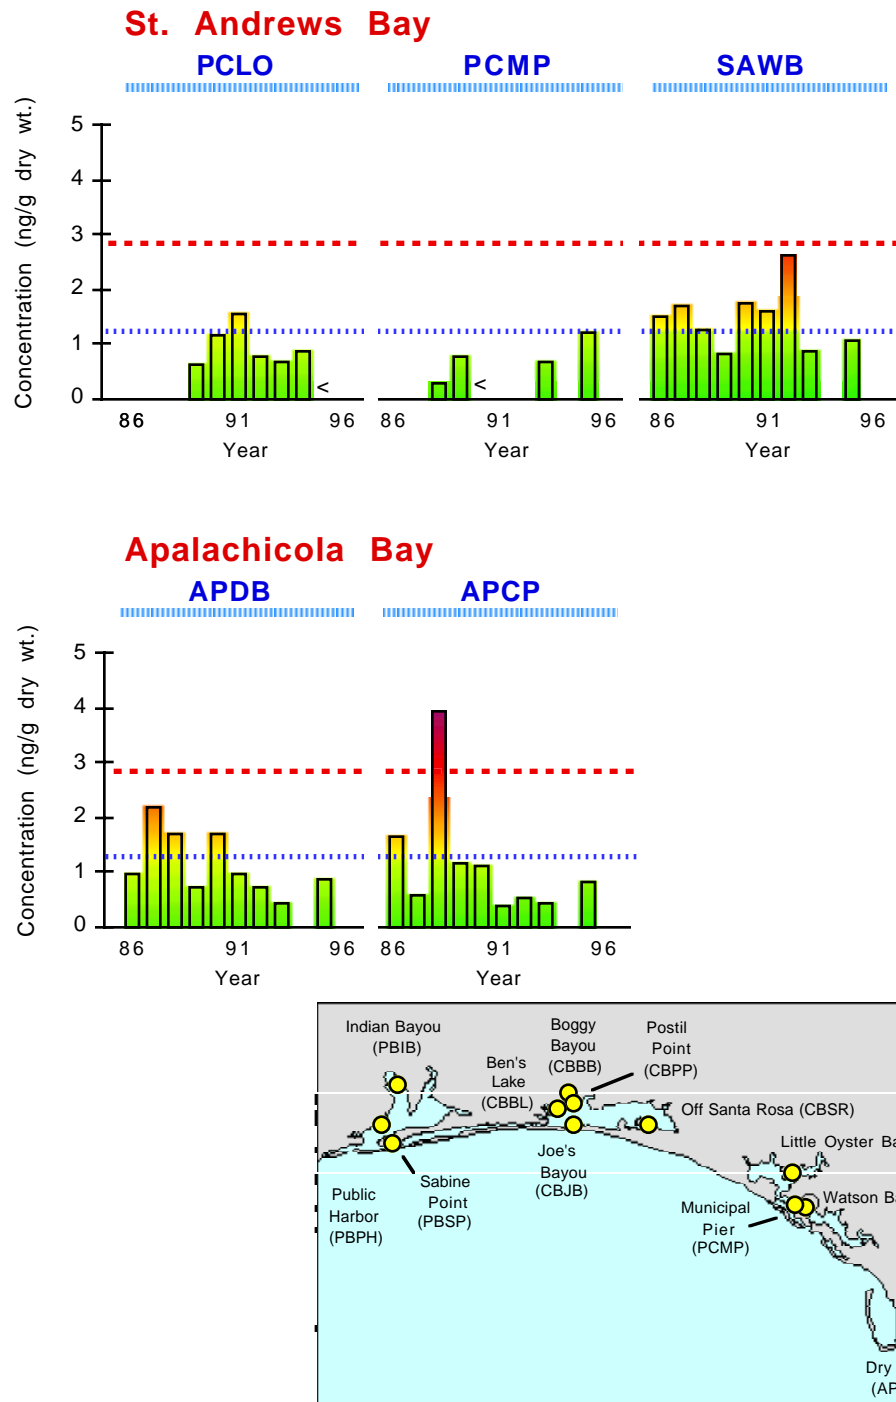 St. Andrews Bay
PCLO PCMP SAWB
Concentration (ng/g dry wt.)
5
4
3
2
1
0
< <
86 91 96 86 91 96 86 91 96
Year Year Year
Apalachicola Bay
APDB APCP
Concentration (ng/g dry wt.)
5
4
3
2
1
0
86 91 96 86 91 96
Year Year
Indian Bayou
(PBIB)
Boggy
Bayou
(CBBB)
Postil
Point
(CBPP)
Ben's
Lake
(CBBL)
Off Santa Rosa (CBSR)
Little Oyster Ba
Joe's
Bayou
(CBJB)
Sabine
Point
(PBSP)
Public
Harbor
(PBPH)
Watson Ba
Municipal
Pier
(PCMP)
Dry
(AP